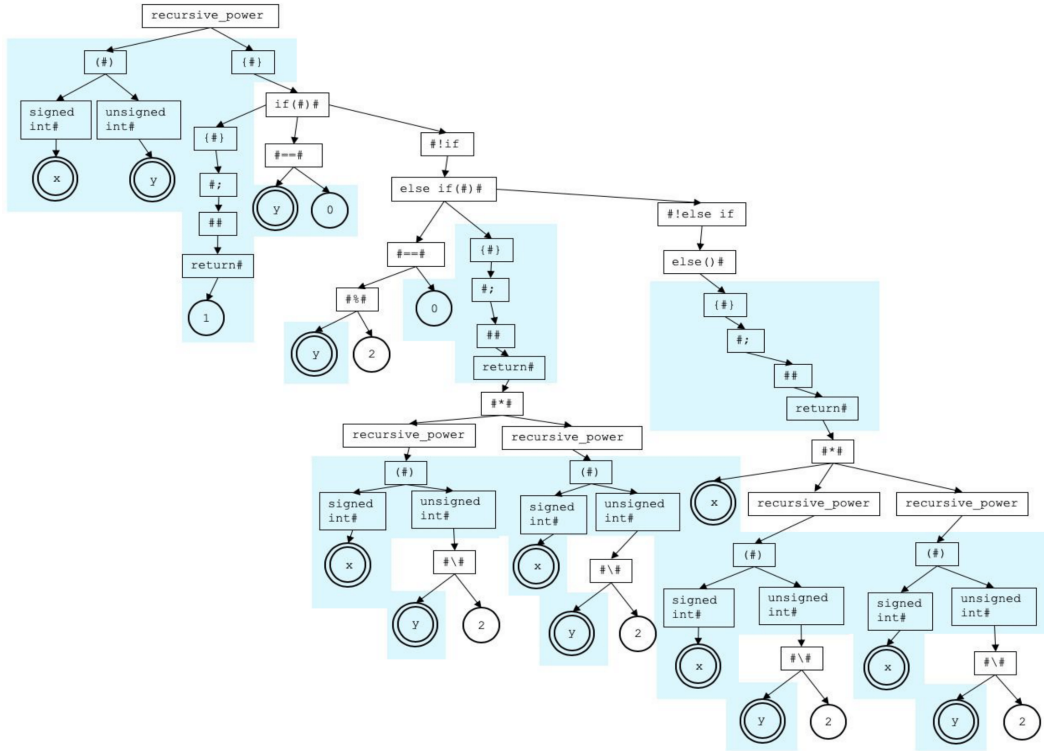 recursive_power
(#)
{#}
signed
int#
unsigned
int#
if(#)#
x
y
{#}
#==#
#!if
#;
y
0
else if(#)#
##
return#
1
#==#
{#}
#!else if
#%#
0
#;
else()#
y
2
##
{#}
return#
#;
#*#
##
recursive_power
recursive_power
return#
(#)
(#)
#*#
signed
int#
unsigned
int#
signed
int#
unsigned
int#
x
recursive_power
recursive_power
x
#\#
x
#\#
(#)
(#)
y
2
y
2
signed
int#
unsigned
int#
signed
int#
unsigned
int#
x
#\#
x
#\#
y
2
y
2